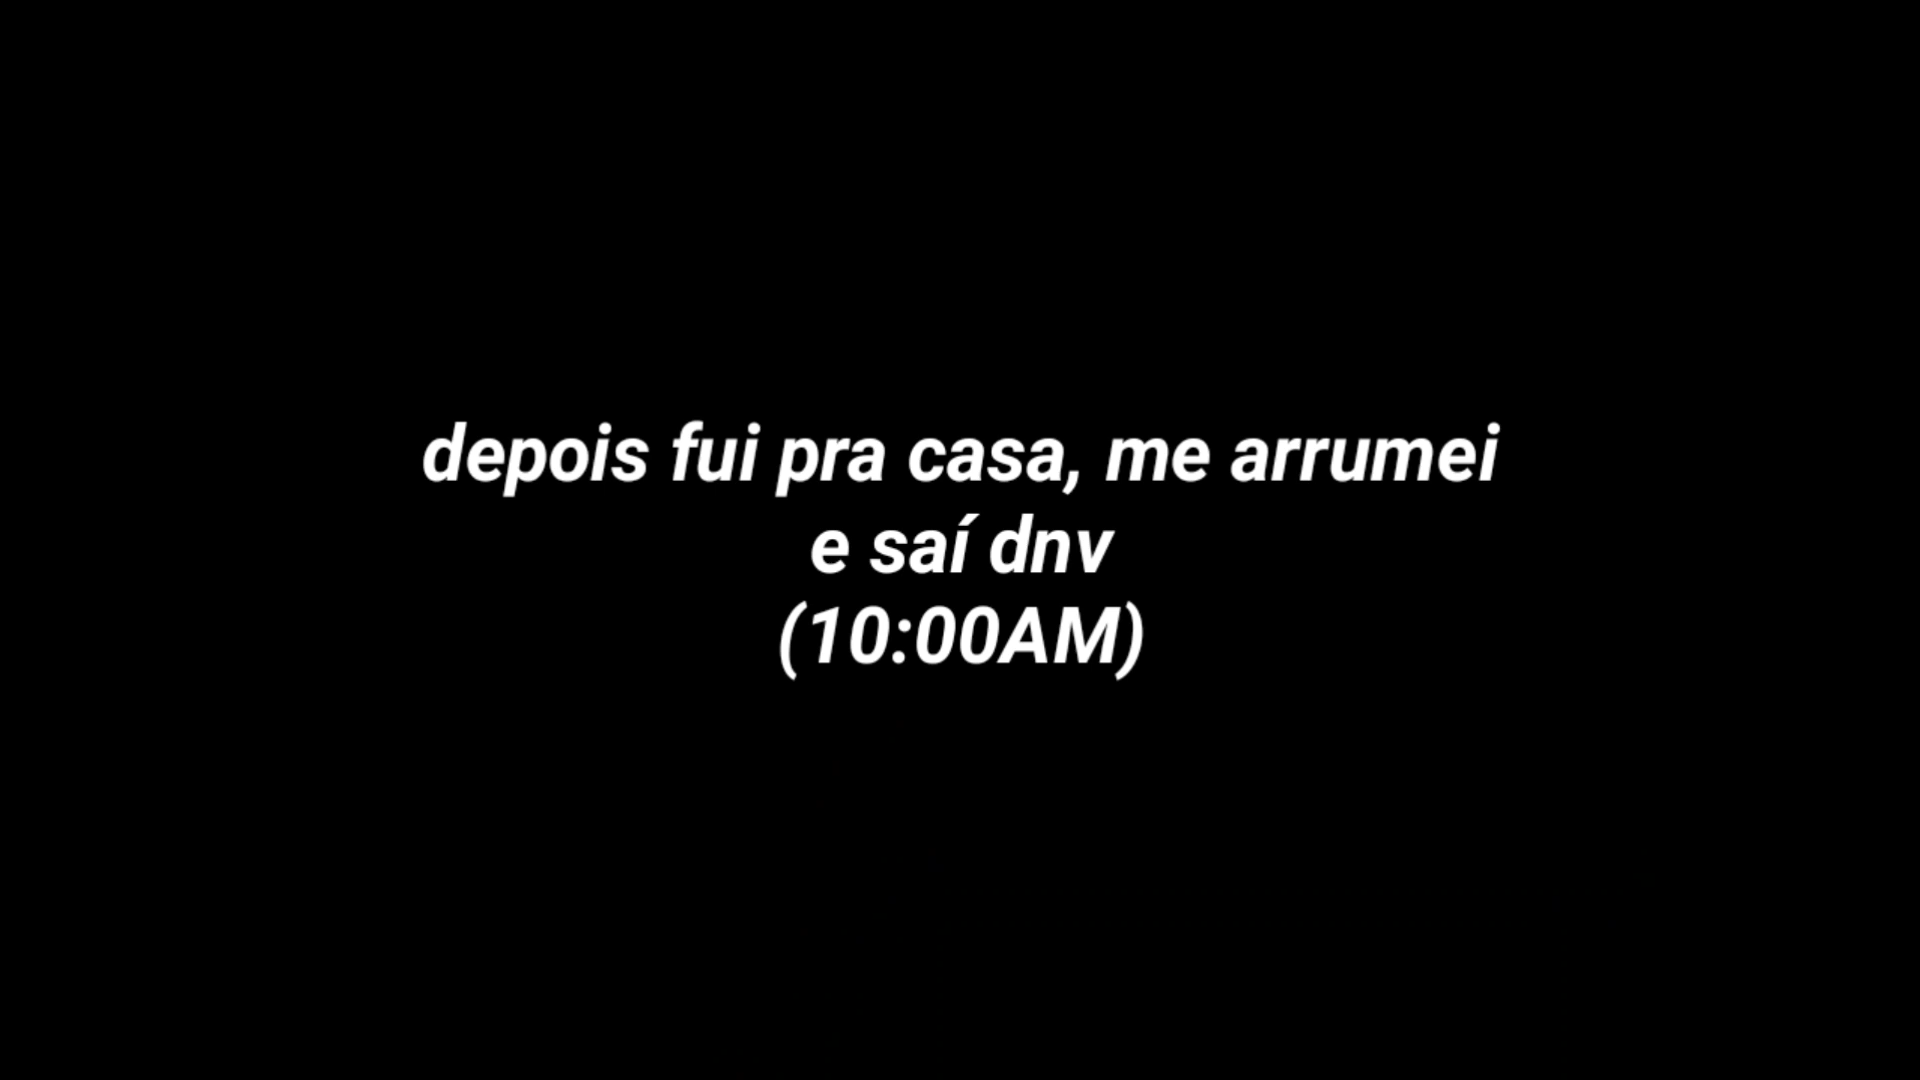 depois fui pra casa, me arrumei
e saí dnv
(10:00AM)